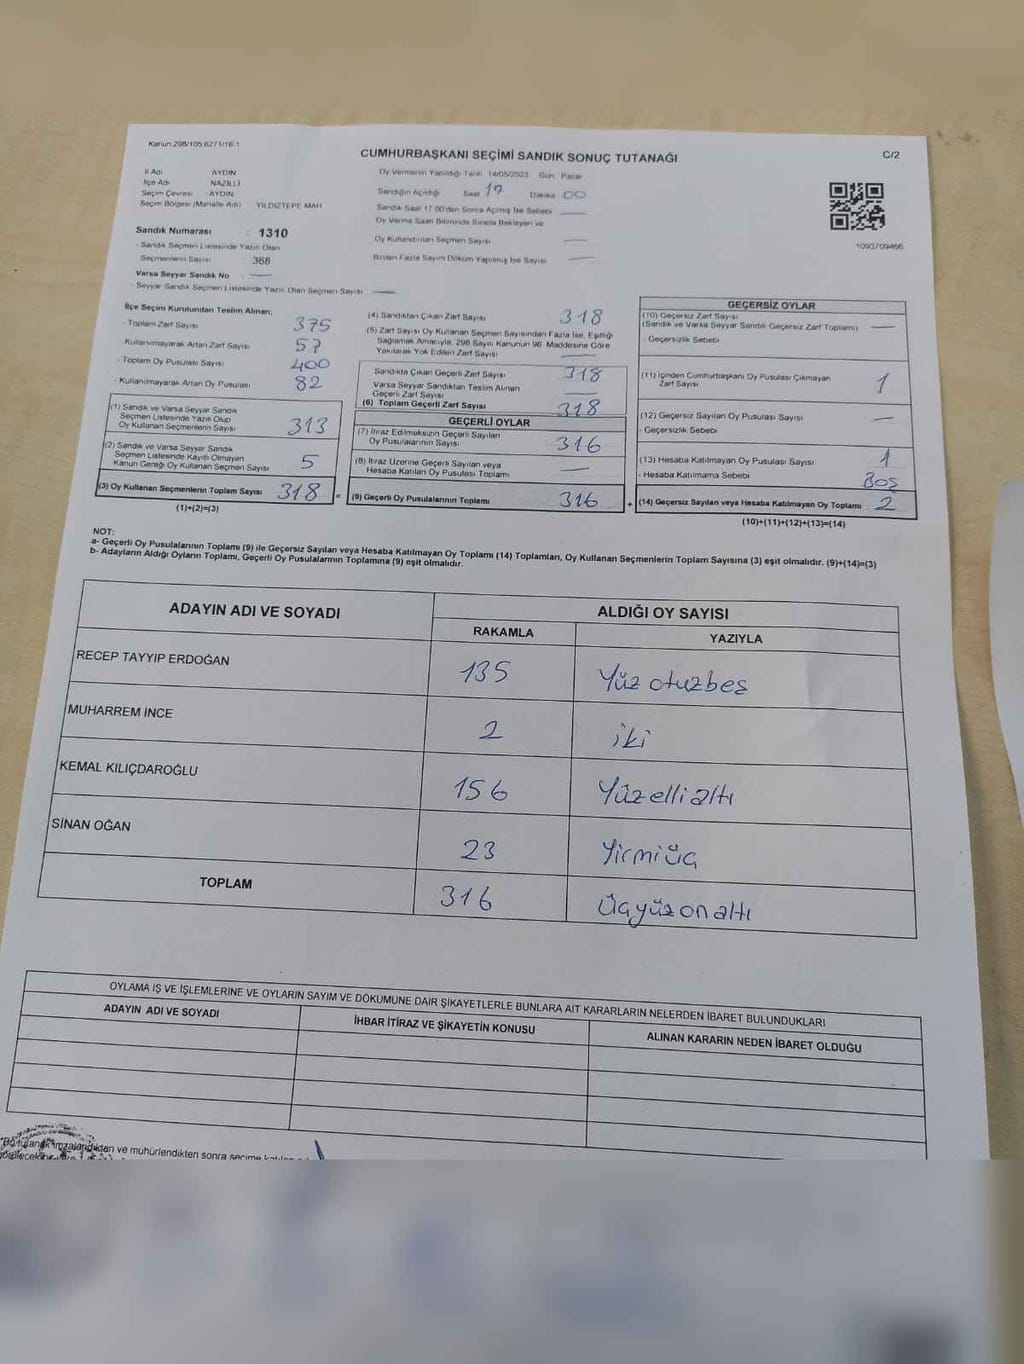 Kanun:298/105,6271/18-1
C/2
CUMHURBAŞKANI SEÇİMİ SANDIK SONUÇ TUTANAĞI
İl Adı AYDIN
İlçe Adı NAZİLLİ
Seçim Çevresi : AYDIN
Seçim Bölgesi (Mahalle Adı) YILDIZTEPE MAH
Oy Vermenin Yapıldığı Tarih 14/05/2023 Gün Pazar
Sandığın Açıldığı Saat 17 Dakika 00
Sandık Saat 17.00'den Sonra Açılmış İse Sebebi
Oy Verme Saati Bitiminde Sırada Bekleyen ve
Oy Kullandırılan Seçmen Sayısı
Birden Fazla Sayım Döküm Yapılmış İse Sayısı
1093709466
Sandık Numarası : 1310
- Sandık Seçmen Listesinde Yazılı Olan
Seçmenlerin Sayısı : 368
Varsa Seyyar Sandık No :
- Seyyar Sandık Seçmen Listesinde Yazılı Olan Seçmen Sayısı
İlçe Seçim Kurulundan Teslim Alınan;
- Toplam Zarf Sayısı 375
- Kullanılmayarak Artan Zarf Sayısı 57
- Toplam Oy Pusulası Sayısı 400
- Kullanılmayarak Artan Oy Pusulası 82
(1) Sandık ve Varsa Seyyar Sandık
Seçmen Listesinde Yazılı Olup
Oy Kullanan Seçmenlerin Sayısı 313
(2) Sandık ve Varsa Seyyar Sandık
Seçmen Listesinde Kayıtlı Olmayan
Kanun Gereği Oy Kullanan Seçmen Sayısı 5
(3) Oy Kullanan Seçmenlerin Toplam Sayısı 318 =
(1)+(2)=(3)
(4) Sandıktan Çıkan Zarf Sayısı 318
(5) Zarf Sayısı Oy Kullanan Seçmen Sayısından Fazla İse, Eşitliği
Sağlamak Amacıyla, 298 Sayılı Kanunun 98. Maddesine Göre
Yakılarak Yok Edilen Zarf Sayısı
Sandıkta Çıkan Geçerli Zarf Sayısı 318
Varsa Seyyar Sandıktan Teslim Alınan
Geçerli Zarf Sayısı
(6) Toplam Geçerli Zarf Sayısı 318
GEÇERLİ OYLAR
(7) İtiraz Edilmeksizin Geçerli Sayılan
Oy Pusulalarının Sayısı 316
(8) İtiraz Üzerine Geçerli Sayılan veya
Hesaba Katılan Oy Pusulası Toplamı
(9) Geçerli Oy Pusulalarının Toplamı 316 +
GEÇERSİZ OYLAR
(10) Geçersiz Zarf Sayısı
(Sandık ve Varsa Seyyar Sandık Geçersiz Zarf Toplamı)
- Geçersizlik Sebebi
(11) İçinden Cumhurbaşkanı Oy Pusulası Çıkmayan
Zarf Sayısı 1
(12) Geçersiz Sayılan Oy Pusulası Sayısı
- Geçersizlik Sebebi
(13) Hesaba Katılmayan Oy Pusulası Sayısı 1
- Hesaba Katılmama Sebebi Boş
(14) Geçersiz Sayılan veya Hesaba Katılmayan Oy Toplamı 2
(10)+(11)+(12)+(13)=(14)
NOT:
a- Geçerli Oy Pusulalarının Toplamı (9) ile Geçersiz Sayılan veya Hesaba Katılmayan Oy Toplamı (14) Toplamları, Oy Kullanan Seçmenlerin Toplam Sayısına (3) eşit olmalıdır. (9)+(14)=(3)
b- Adayların Aldığı Oyların Toplamı, Geçerli Oy Pusulalarının Toplamına (9) eşit olmalıdır.
ADAYIN ADI VE SOYADI ALDIĞI OY SAYISI
RAKAMLA YAZIYLA
RECEP TAYYİP ERDOĞAN 135 Yüz otuzbeş
MUHARREM İNCE 2 iki
KEMAL KILIÇDAROĞLU 156 Yüzellialtı
SİNAN OĞAN 23 Yirmiüç
TOPLAM 316 Üçyüzonaltı
OYLAMA İŞ VE İŞLEMLERİNE VE OYLARIN SAYIM VE DÖKÜMÜNE DAİR ŞİKAYETLERLE BUNLARA AİT KARARLARIN NELERDEN İBARET BULUNDUKLARI
ADAYIN ADI VE SOYADI İHBAR İTİRAZ VE ŞİKAYETİN KONUSU ALINAN KARARIN NEDEN İBARET OLDUĞU
imzalandıktan ve mühürlendikten sonra seçime